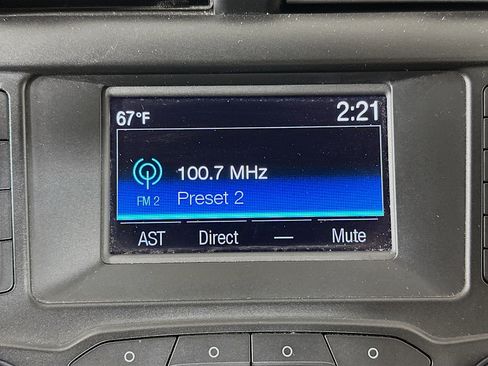 67°F 2:21
100.7 MHz
FM 2 Preset 2
AST Direct — Mute